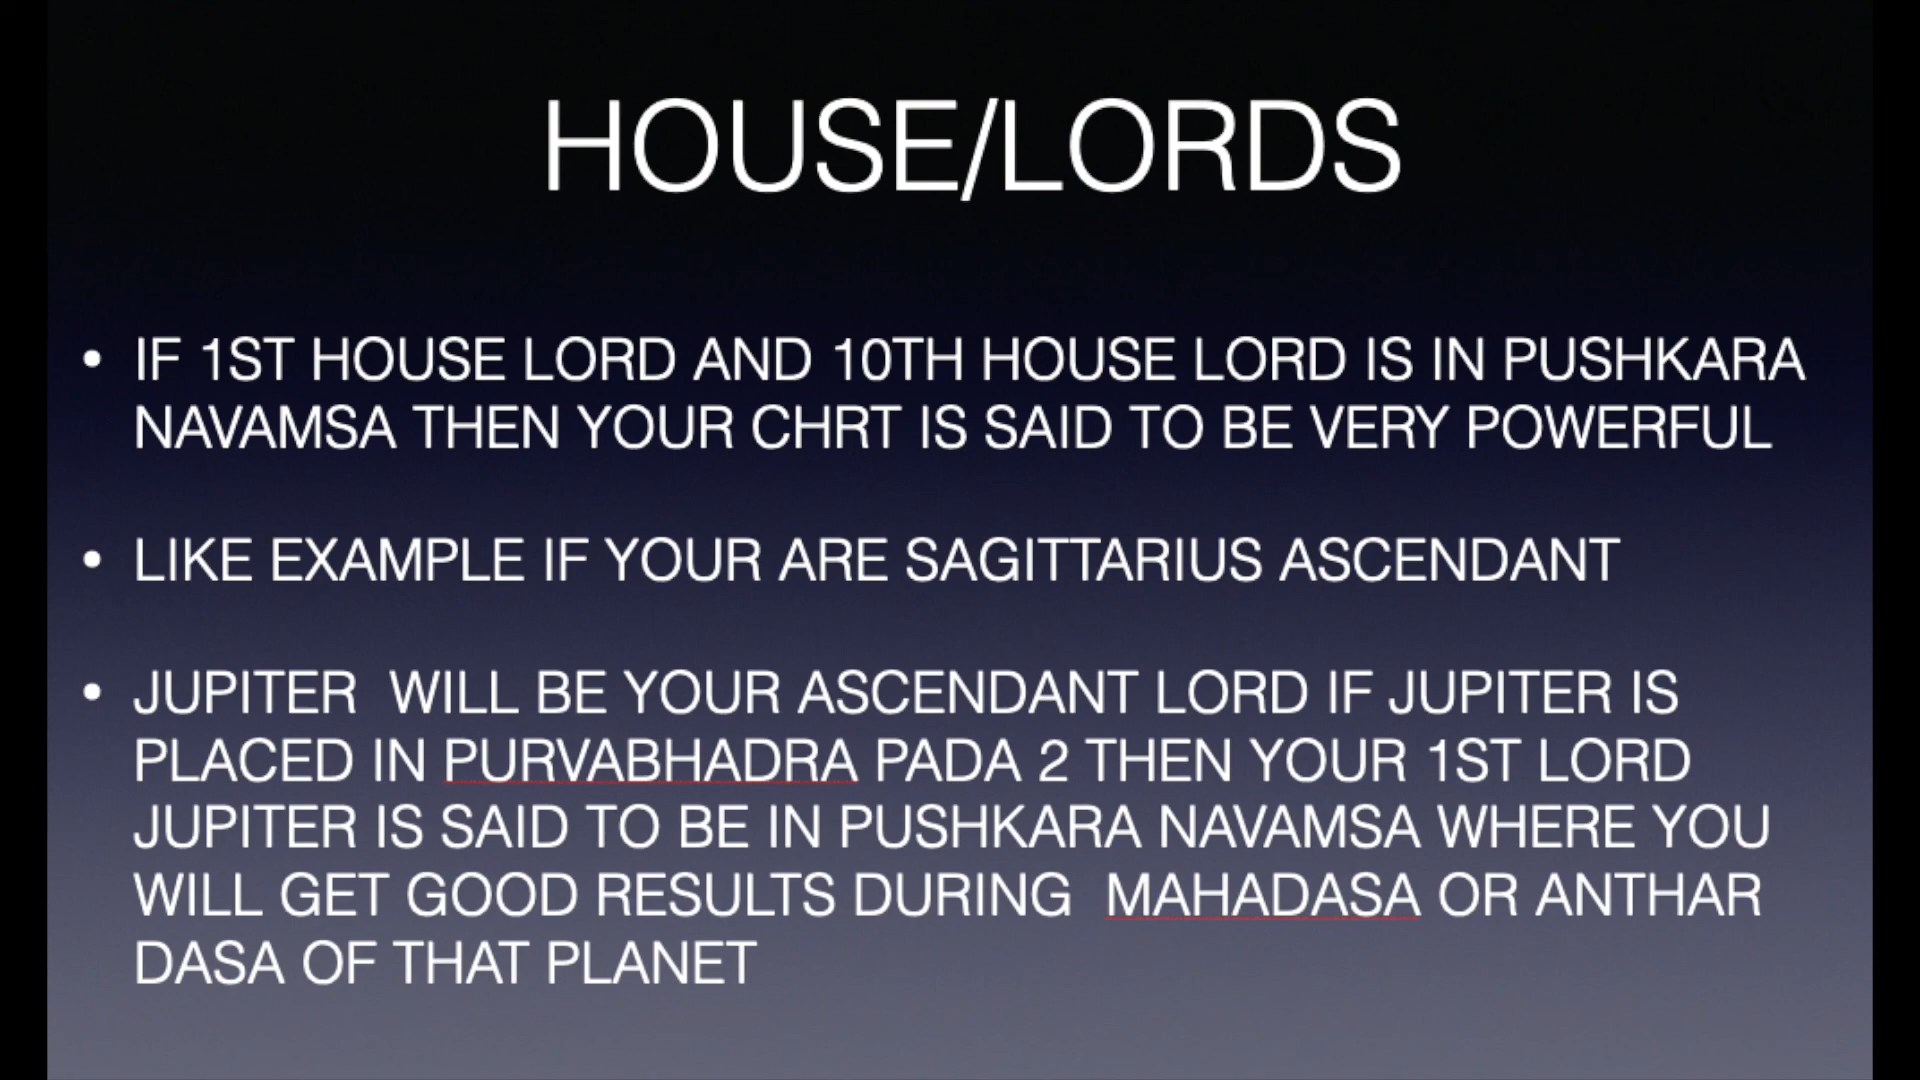 HOUSE/LORDS
• IF 1ST HOUSE LORD AND 10TH HOUSE LORD IS IN PUSHKARA
NAVAMSA THEN YOUR CHRT IS SAID TO BE VERY POWERFUL
• LIKE EXAMPLE IF YOUR ARE SAGITTARIUS ASCENDANT
• JUPITER  WILL BE YOUR ASCENDANT LORD IF JUPITER IS
PLACED IN PURVABHADRA PADA 2 THEN YOUR 1ST LORD
JUPITER IS SAID TO BE IN PUSHKARA NAVAMSA WHERE YOU
WILL GET GOOD RESULTS DURING  MAHADASA OR ANTHAR
DASA OF THAT PLANET